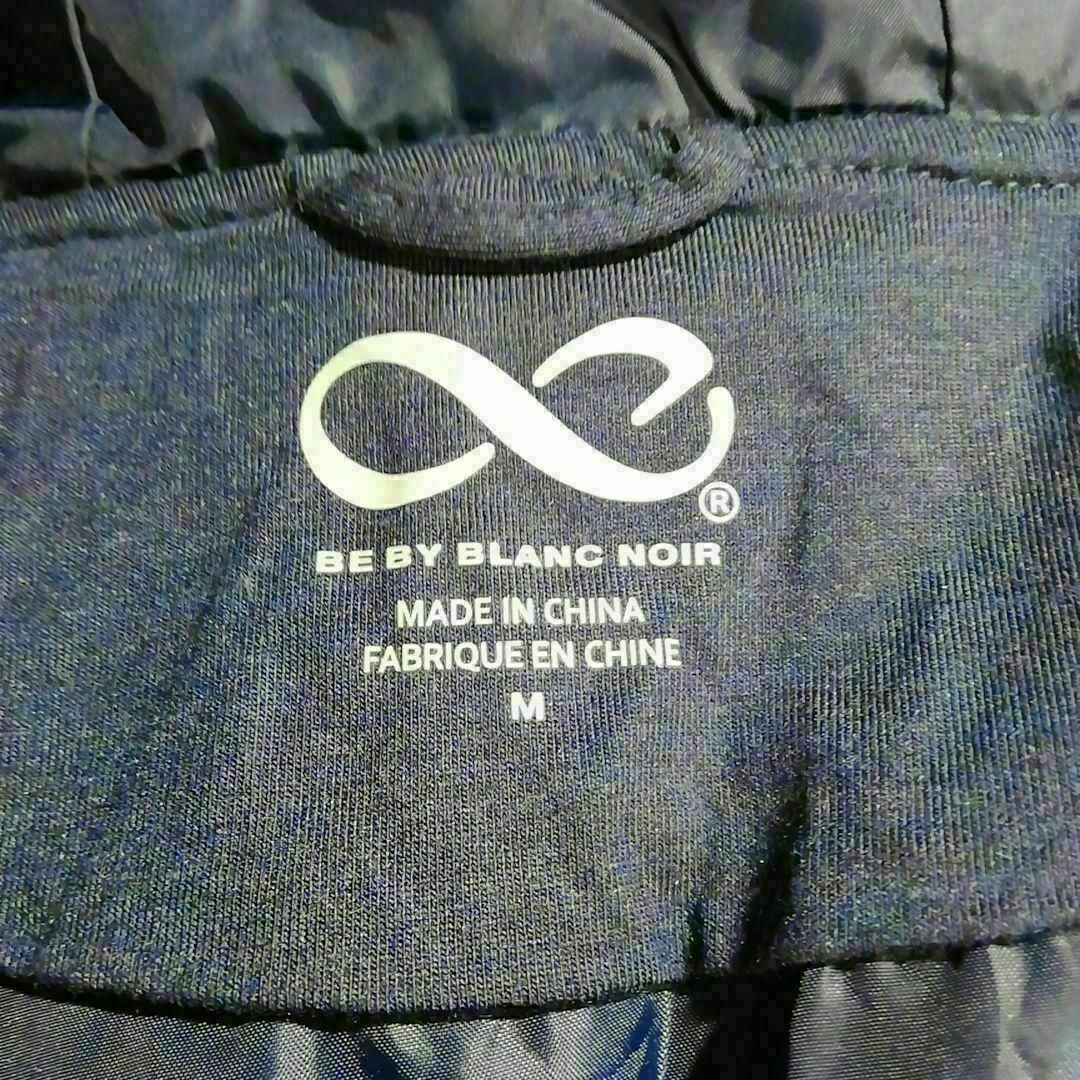 ®
BE BY BLANC NOIR
MADE IN CHINA
FABRIQUE EN CHINE
M